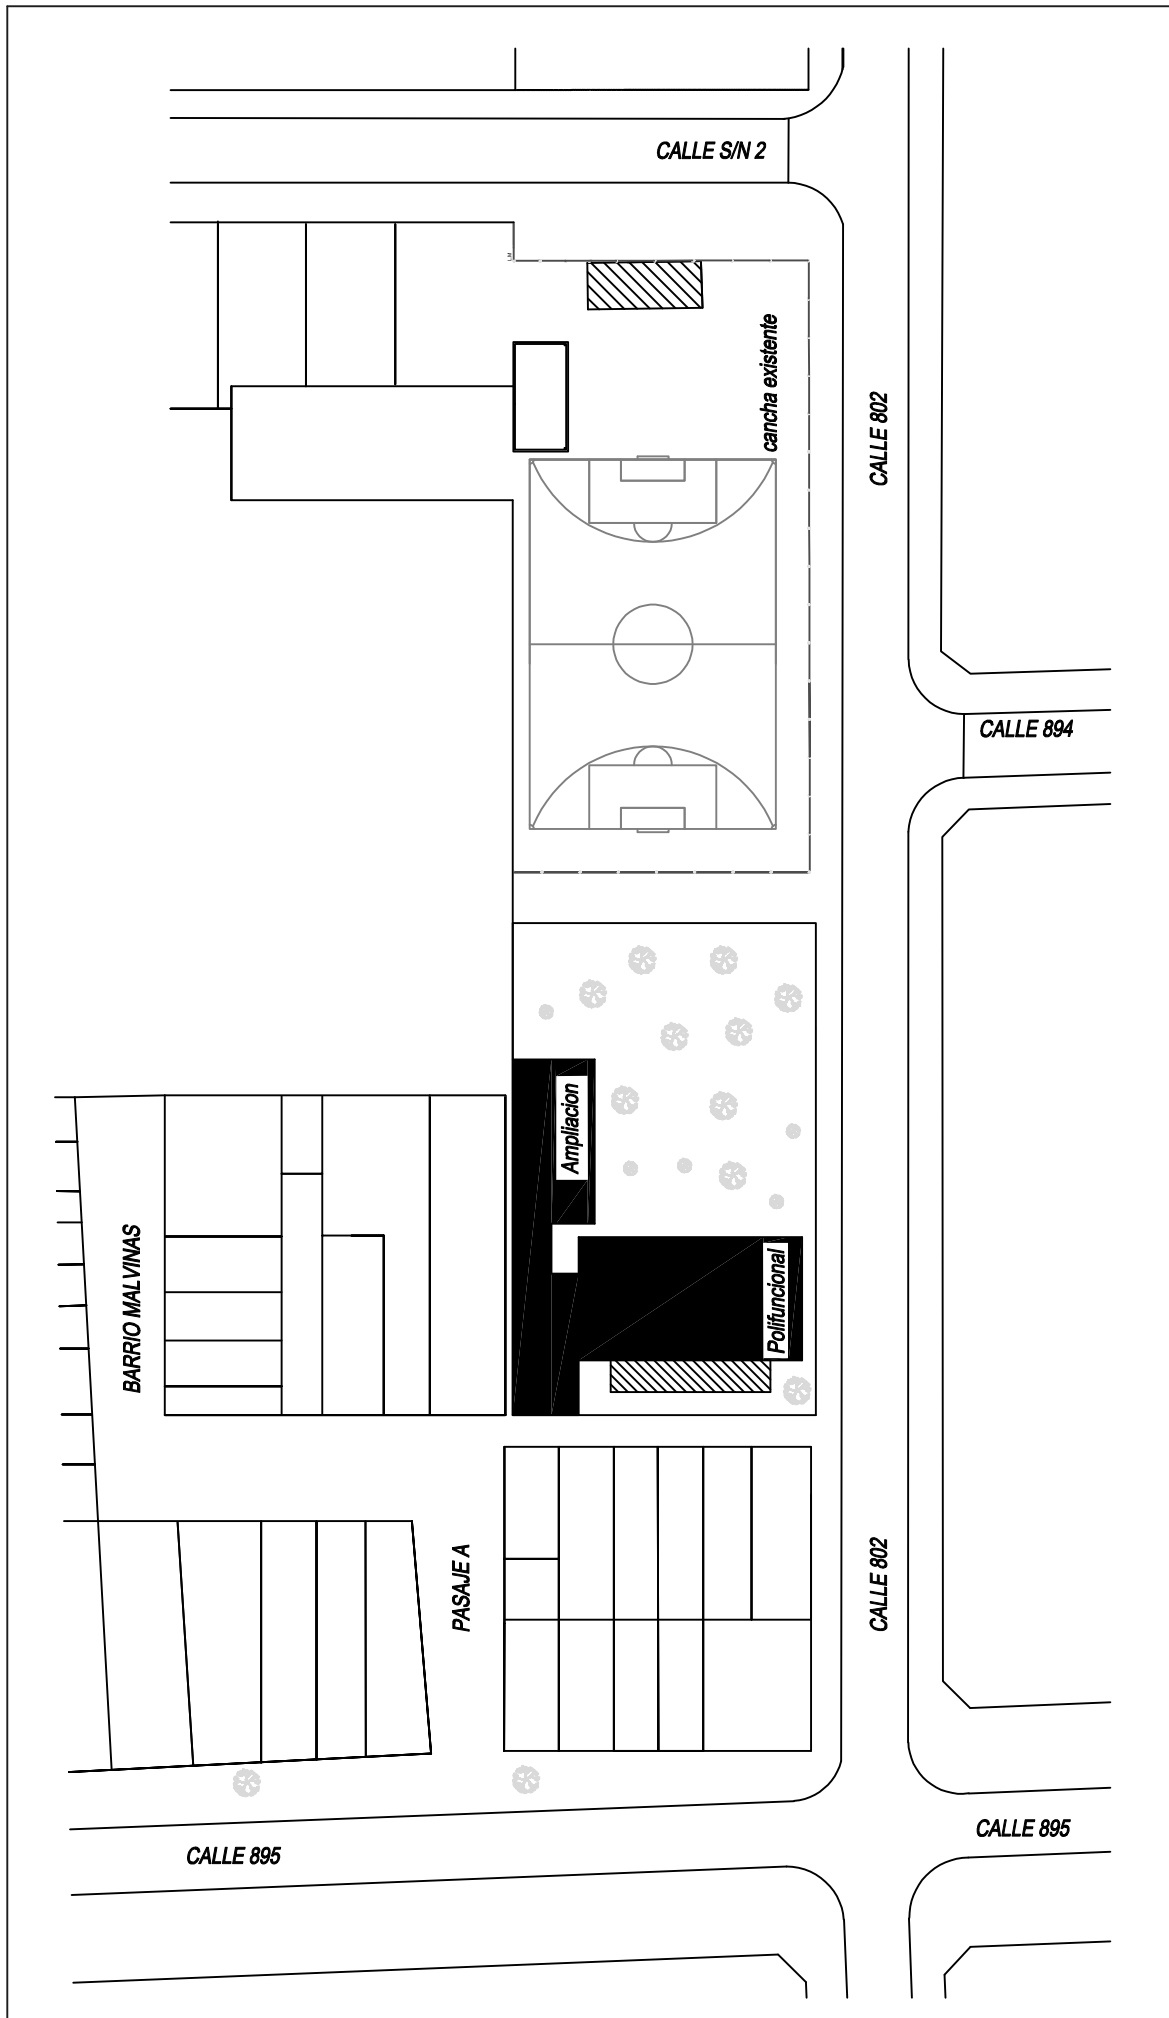 CALLE S/N 2
cancha existente
CALLE 802
CALLE 894
Ampliacion
BARRIO MALVINAS
Polifuncional
PASAJE A
CALLE 802
CALLE 895
CALLE 895